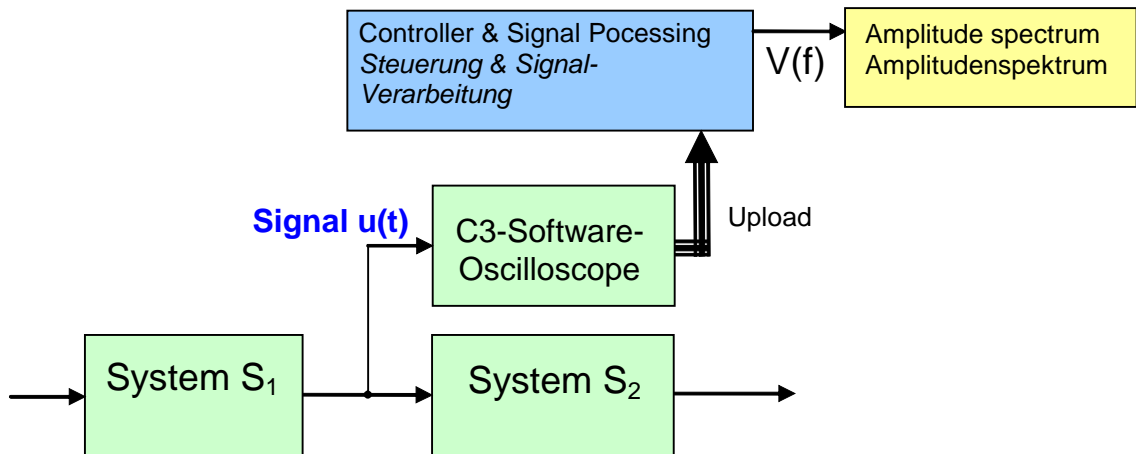 Controller & Signal Pocessing
Steuerung & Signal-
Verarbeitung
V(f)
Amplitude spectrum
Amplitudenspektrum
Signal u(t)
C3-Software-
Oscilloscope
Upload
System S₁
System S₂